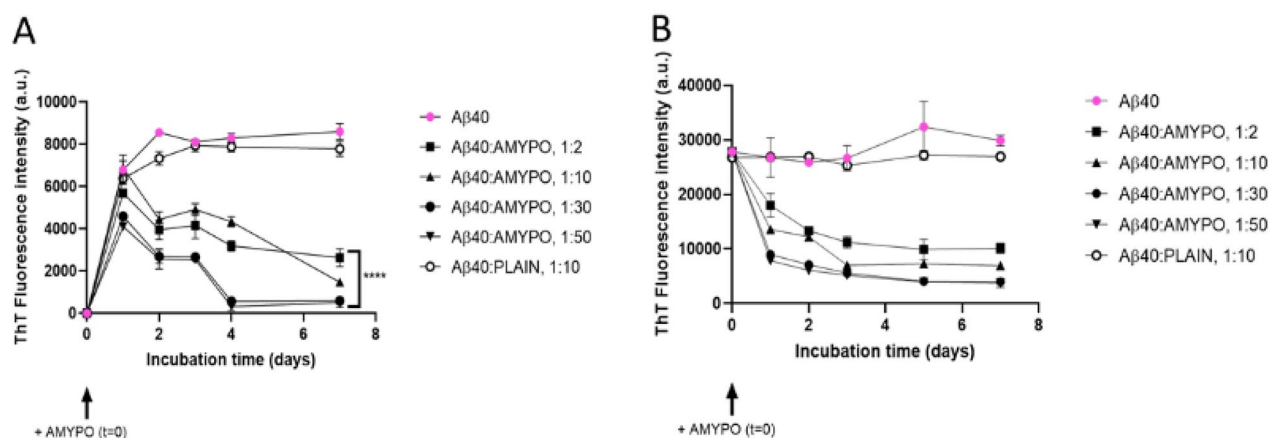 A
ThT Fluorescence Intensity (a.u.)
10000
8000
6000
4000
2000
0
0
2
4
6
8
Incubation time (days)
****
+ AMYPO (t=0)
Aβ40
Aβ40:AMYPO, 1:2
Aβ40:AMYPO, 1:10
Aβ40:AMYPO, 1:30
Aβ40:AMYPO, 1:50
Aβ40:PLAIN, 1:10
B
ThT Fluorescence Intensity (a.u.)
40000
30000
20000
10000
0
0
2
4
6
8
Incubation time (days)
+ AMYPO (t=0)
Aβ40
Aβ40:AMYPO, 1:2
Aβ40:AMYPO, 1:10
Aβ40:AMYPO, 1:30
Aβ40:AMYPO, 1:50
Aβ40:PLAIN, 1:10